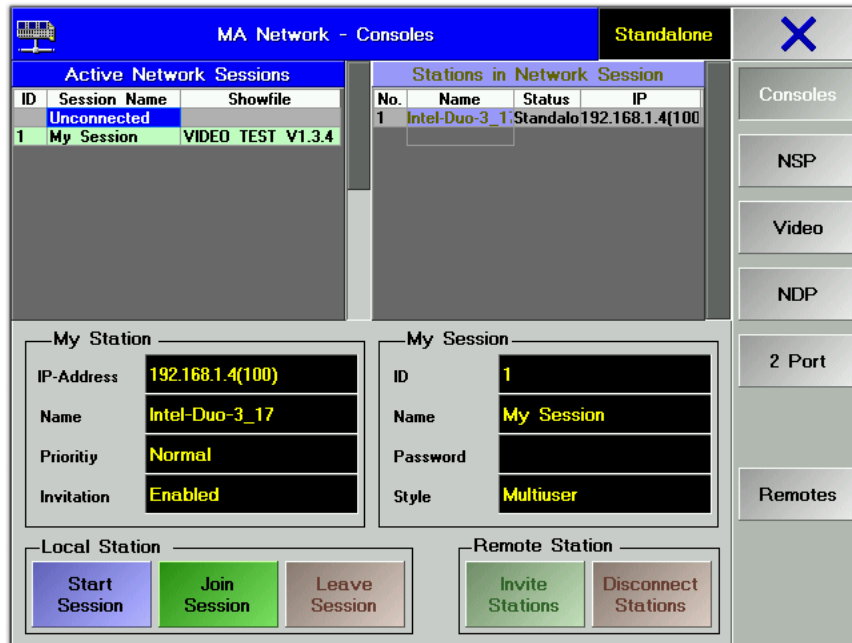 MA Network - Consoles Standalone
Active Network Sessions
ID Session Name Showfile
Unconnected
1 My Session VIDEO TEST V1.3.4
Stations in Network Session
No. Name Status IP
1 Intel-Duo-3_17 Standalo 192.168.1.4(100
Consoles
NSP
Video
NDP
2 Port
Remotes
My Station
IP-Address 192.168.1.4(100)
Name Intel-Duo-3_17
Prioritiy Normal
Invitation Enabled
My Session
ID 1
Name My Session
Password
Style Multiuser
Local Station
Start Session
Join Session
Leave Session
Remote Station
Invite Stations
Disconnect Stations